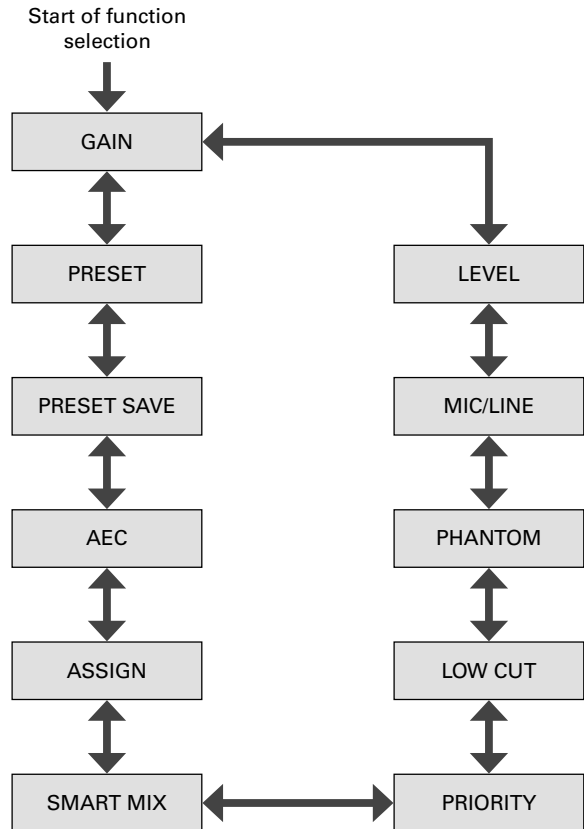 Start of function
selection
GAIN
PRESET
LEVEL
PRESET SAVE
MIC/LINE
AEC
PHANTOM
ASSIGN
LOW CUT
SMART MIX
PRIORITY